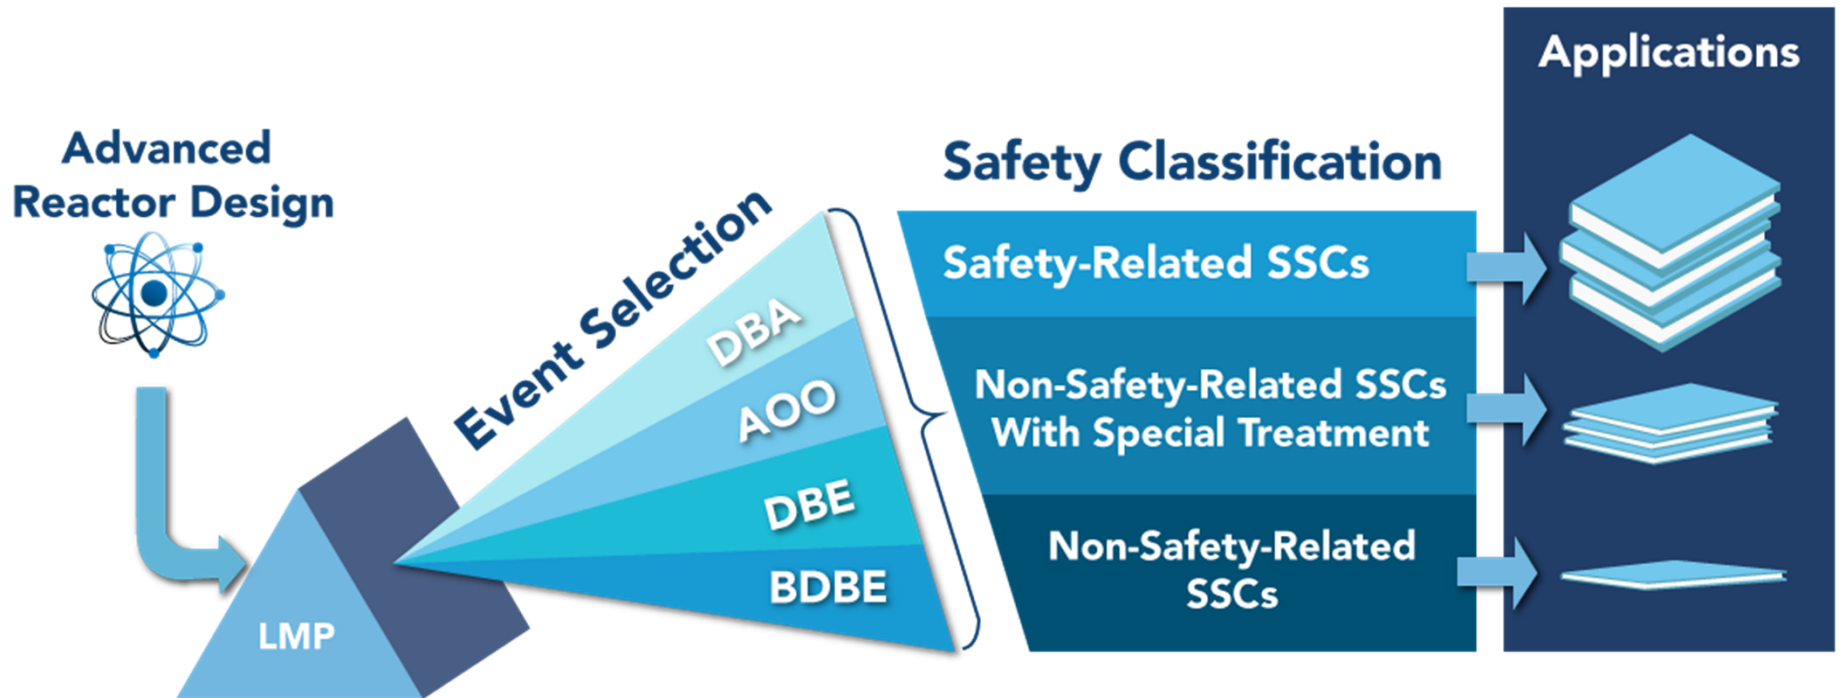 Advanced
Reactor Design
LMP
Event Selection
DBA
AOO
DBE
BDBE
Safety Classification
Safety-Related SSCs
Non-Safety-Related SSCs
With Special Treatment
Non-Safety-Related
SSCs
Applications